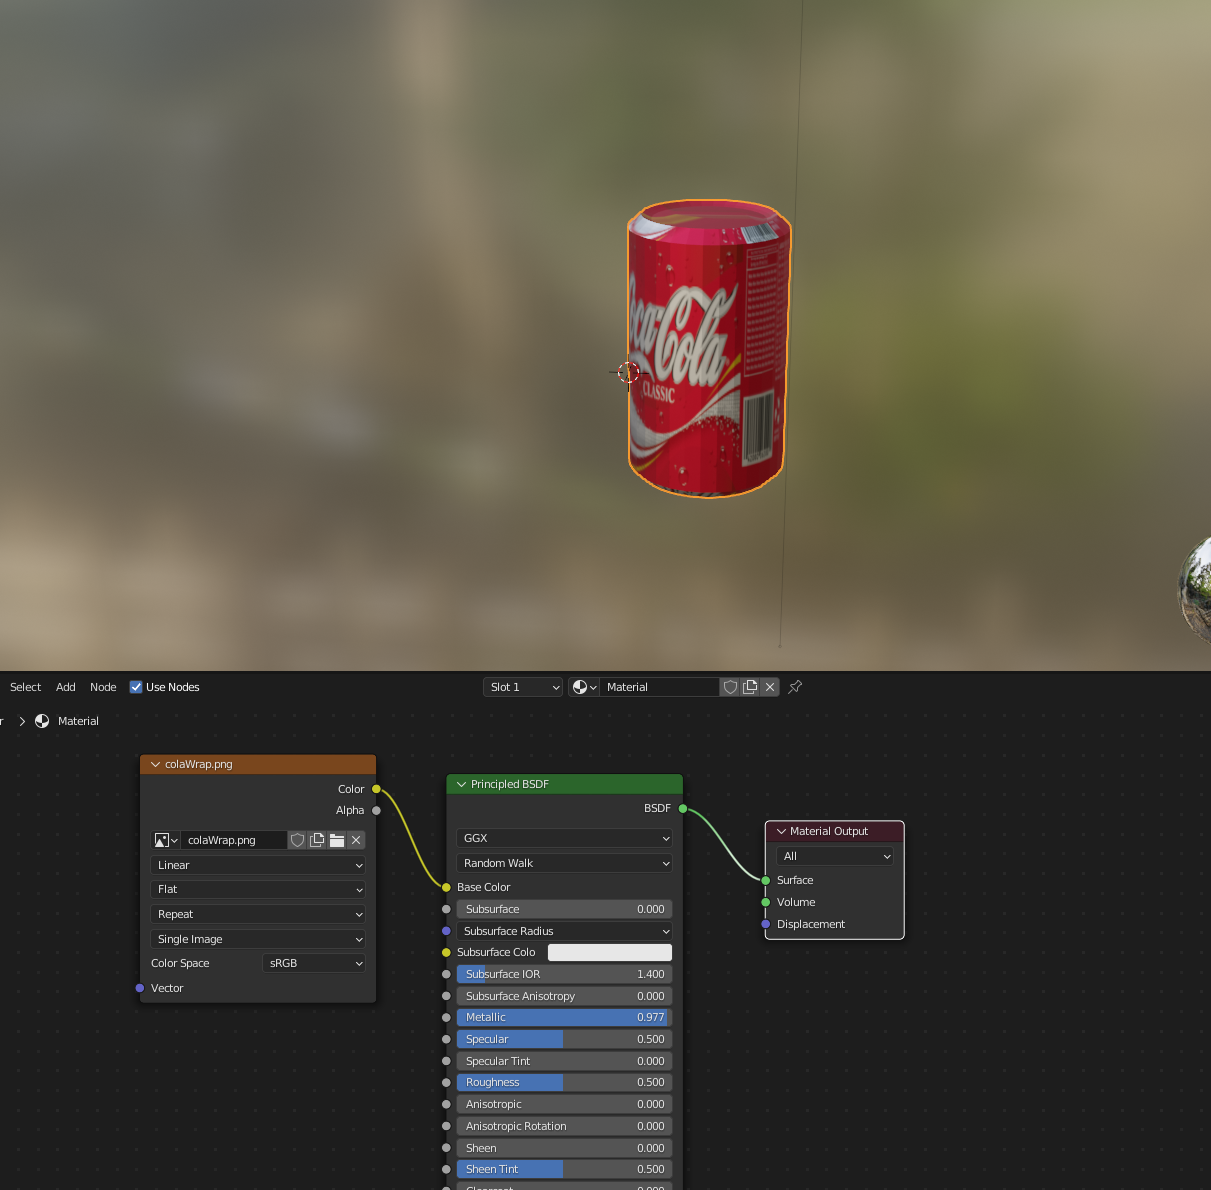 Coca-Cola
CLASSIC
Select Add Node Use Nodes Slot 1 Material
r > Material
colaWrap.png
Color
Alpha
colaWrap.png
Linear
Flat
Repeat
Single Image
Color Space sRGB
Vector
Principled BSDF
BSDF
GGX
Random Walk
Base Color
Subsurface 0.000
Subsurface Radius
Subsurface Colo
Subsurface IOR 1.400
Subsurface Anisotropy 0.000
Metallic 0.977
Specular 0.500
Specular Tint 0.000
Roughness 0.500
Anisotropic 0.000
Anisotropic Rotation 0.000
Sheen 0.000
Sheen Tint 0.500
Material Output
All
Surface
Volume
Displacement